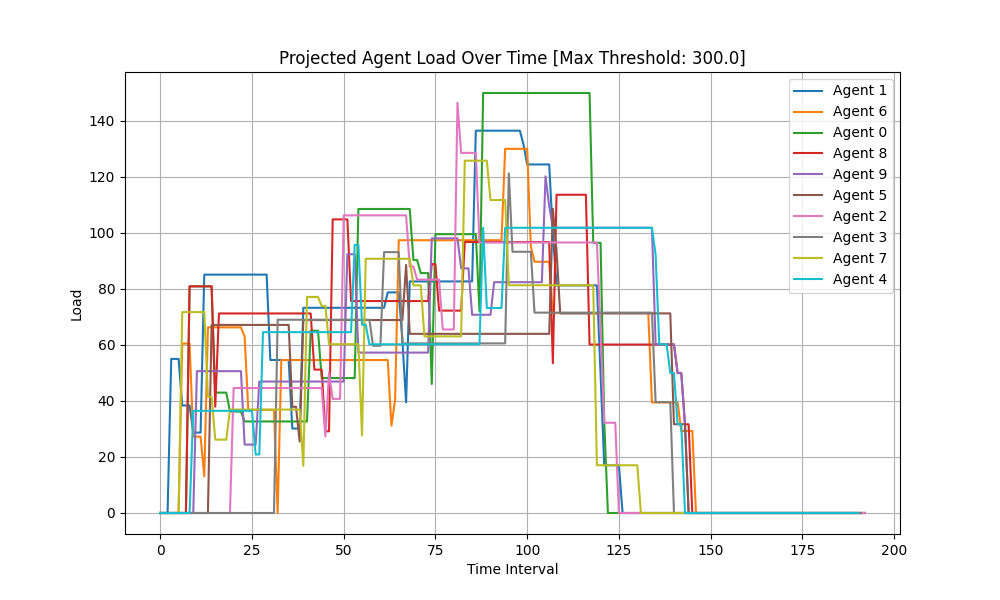 Projected Agent Load Over Time [Max Threshold: 300.0]
Load
140
120
100
80
60
40
20
0
0 25 50 75 100 125 150 175 200
Time Interval
Agent 1
Agent 6
Agent 0
Agent 8
Agent 9
Agent 5
Agent 2
Agent 3
Agent 7
Agent 4